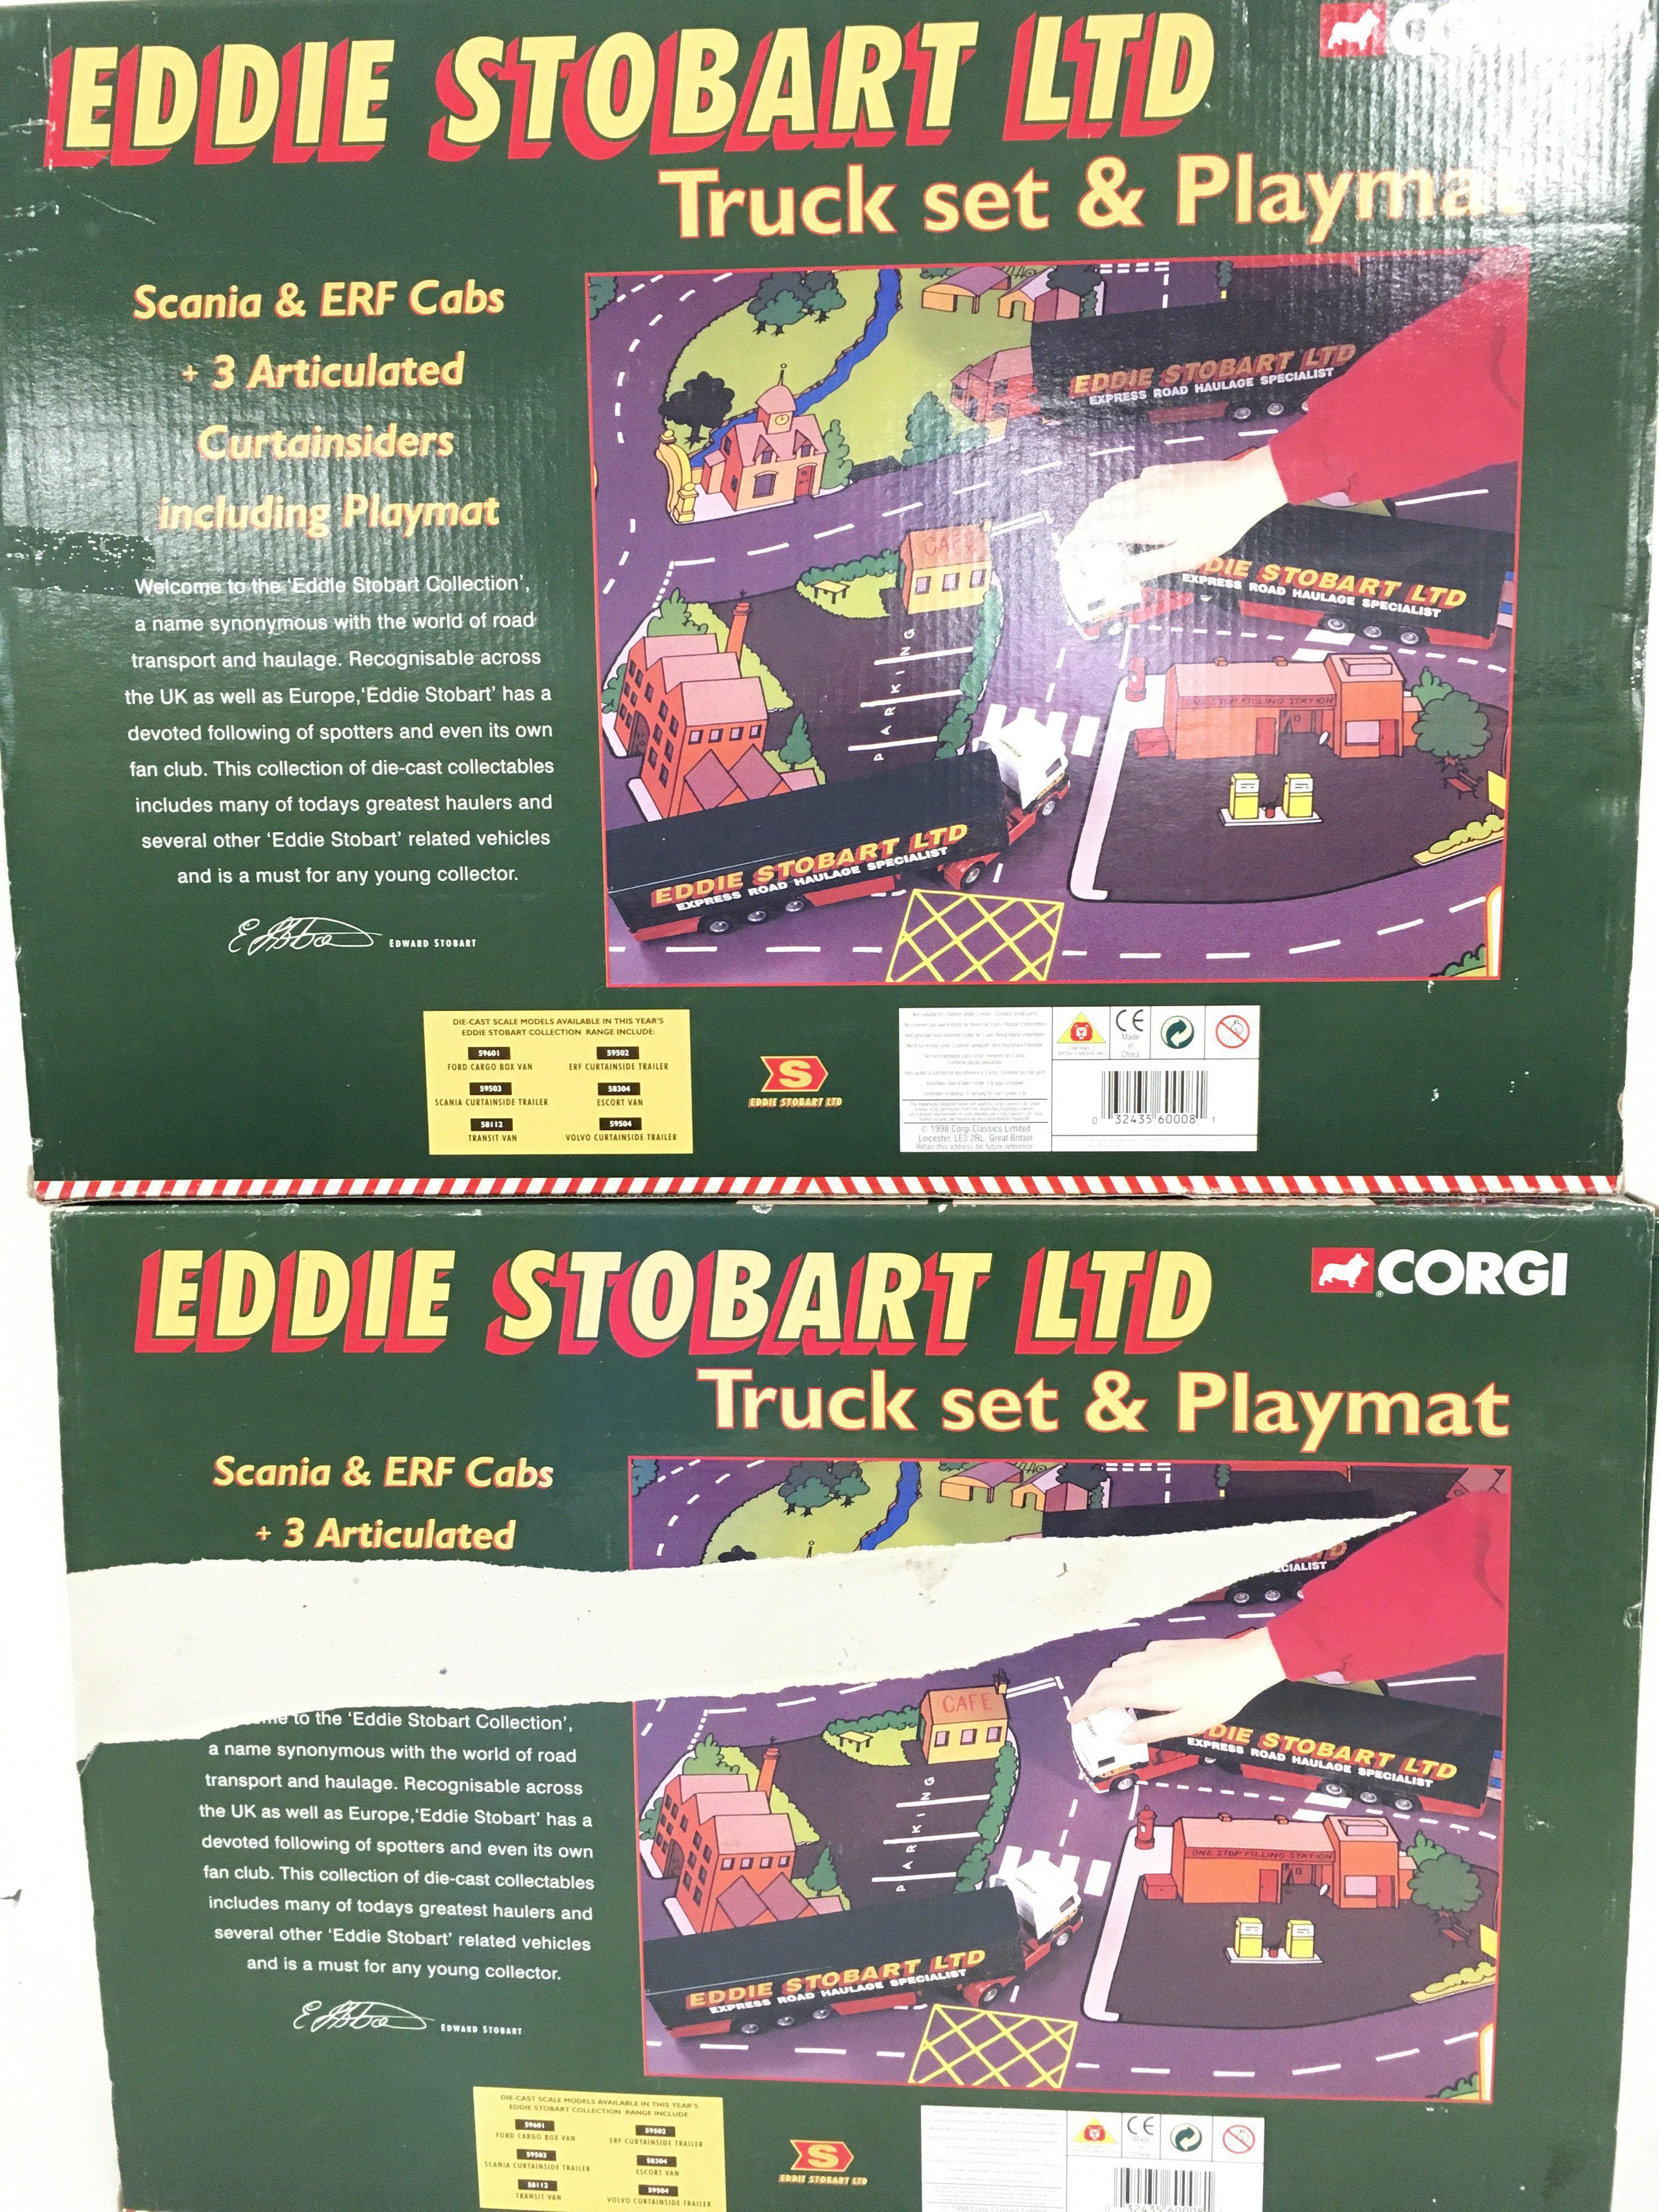 EDDIE STOBART LTD
Truck set & Playmat
Scania & ERF Cabs
+ 3 Articulated
Curtainsiders
including Playmat
Welcome to the 'Eddie Stobart Collection',
a name synonymous with the world of road
transport and haulage. Recognisable across
the UK as well as Europe,'Eddie Stobart' has a
devoted following of spotters and even its own
fan club. This collection of die-cast collectables
includes many of todays greatest haulers and
several other 'Eddie Stobart' related vehicles
and is a must for any young collector.
EDWARD STOBART
EDDIE STOBART LTD
EXPRESS ROAD HAULAGE SPECIALIST
CAFE
DIE STOBART LTD
EXPRESS ROAD HAULAGE SPECIALIST
PARKING
ONE STOP FILLING STATION
EDDIE STOBART LTD
EXPRESS ROAD HAULAGE SPECIALIST
DIE-CAST SCALE MODELS AVAILABLE IN THIS YEAR'S
EDDIE STOBART COLLECTION RANGE INCLUDE:
59601
FORD CARGO BOX VAN
59502
ERF CURTAINSIDE TRAILER
59503
SCANIA CURTAINSIDE TRAILER
58304
ESCORT VAN
58112
TRANSIT VAN
59504
VOLVO CURTAINSIDE TRAILER
S
EDDIE STOBART LTD
CE
Made
in
China
0 32435 60008 1
© 1998 Corgi Classics Limited
Leicester, LE3 2RL, Great Britain
Retain this address for future reference
EDDIE STOBART LTD
CORGI
Truck set & Playmat
Scania & ERF Cabs
+ 3 Articulated
to the 'Eddie Stobart Collection',
a name synonymous with the world of road
transport and haulage. Recognisable across
the UK as well as Europe,'Eddie Stobart' has a
devoted following of spotters and even its own
fan club. This collection of die-cast collectables
includes many of todays greatest haulers and
several other 'Eddie Stobart' related vehicles
and is a must for any young collector.
EDWARD STOBART
CAFE
DIE STOBART LTD
EXPRESS ROAD HAULAGE SPECIALIST
PARKING
ONE STOP FILLING STATION
EDDIE STOBART LTD
EXPRESS ROAD HAULAGE SPECIALIST
DIE-CAST SCALE MODELS AVAILABLE IN THIS YEAR'S
EDDIE STOBART COLLECTION RANGE INCLUDE:
59601
FORD CARGO BOX VAN
59502
ERF CURTAINSIDE TRAILER
59503
SCANIA CURTAINSIDE TRAILER
58304
ESCORT VAN
58112
TRANSIT VAN
59504
VOLVO CURTAINSIDE TRAILER
S
EDDIE STOBART LTD
CE
Made
in
China